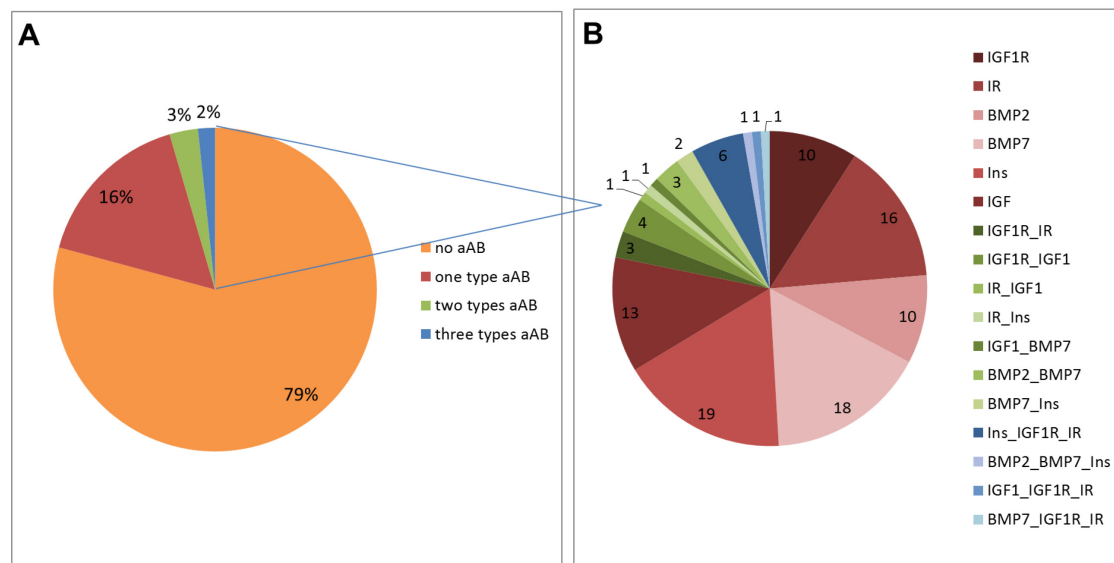 A
3%
2%
16%
79%
no aAB
one type aAB
two types aAB
three types aAB
B
1
1
1
10
16
10
18
19
13
3
4
1
1
1
3
2
6
IGF1R
IR
BMP2
BMP7
Ins
IGF
IGF1R_IR
IGF1R_IGF1
IR_IGF1
IR_Ins
IGF1_BMP7
BMP2_BMP7
BMP7_Ins
Ins_IGF1R_IR
BMP2_BMP7_Ins
IGF1_IGF1R_IR
BMP7_IGF1R_IR